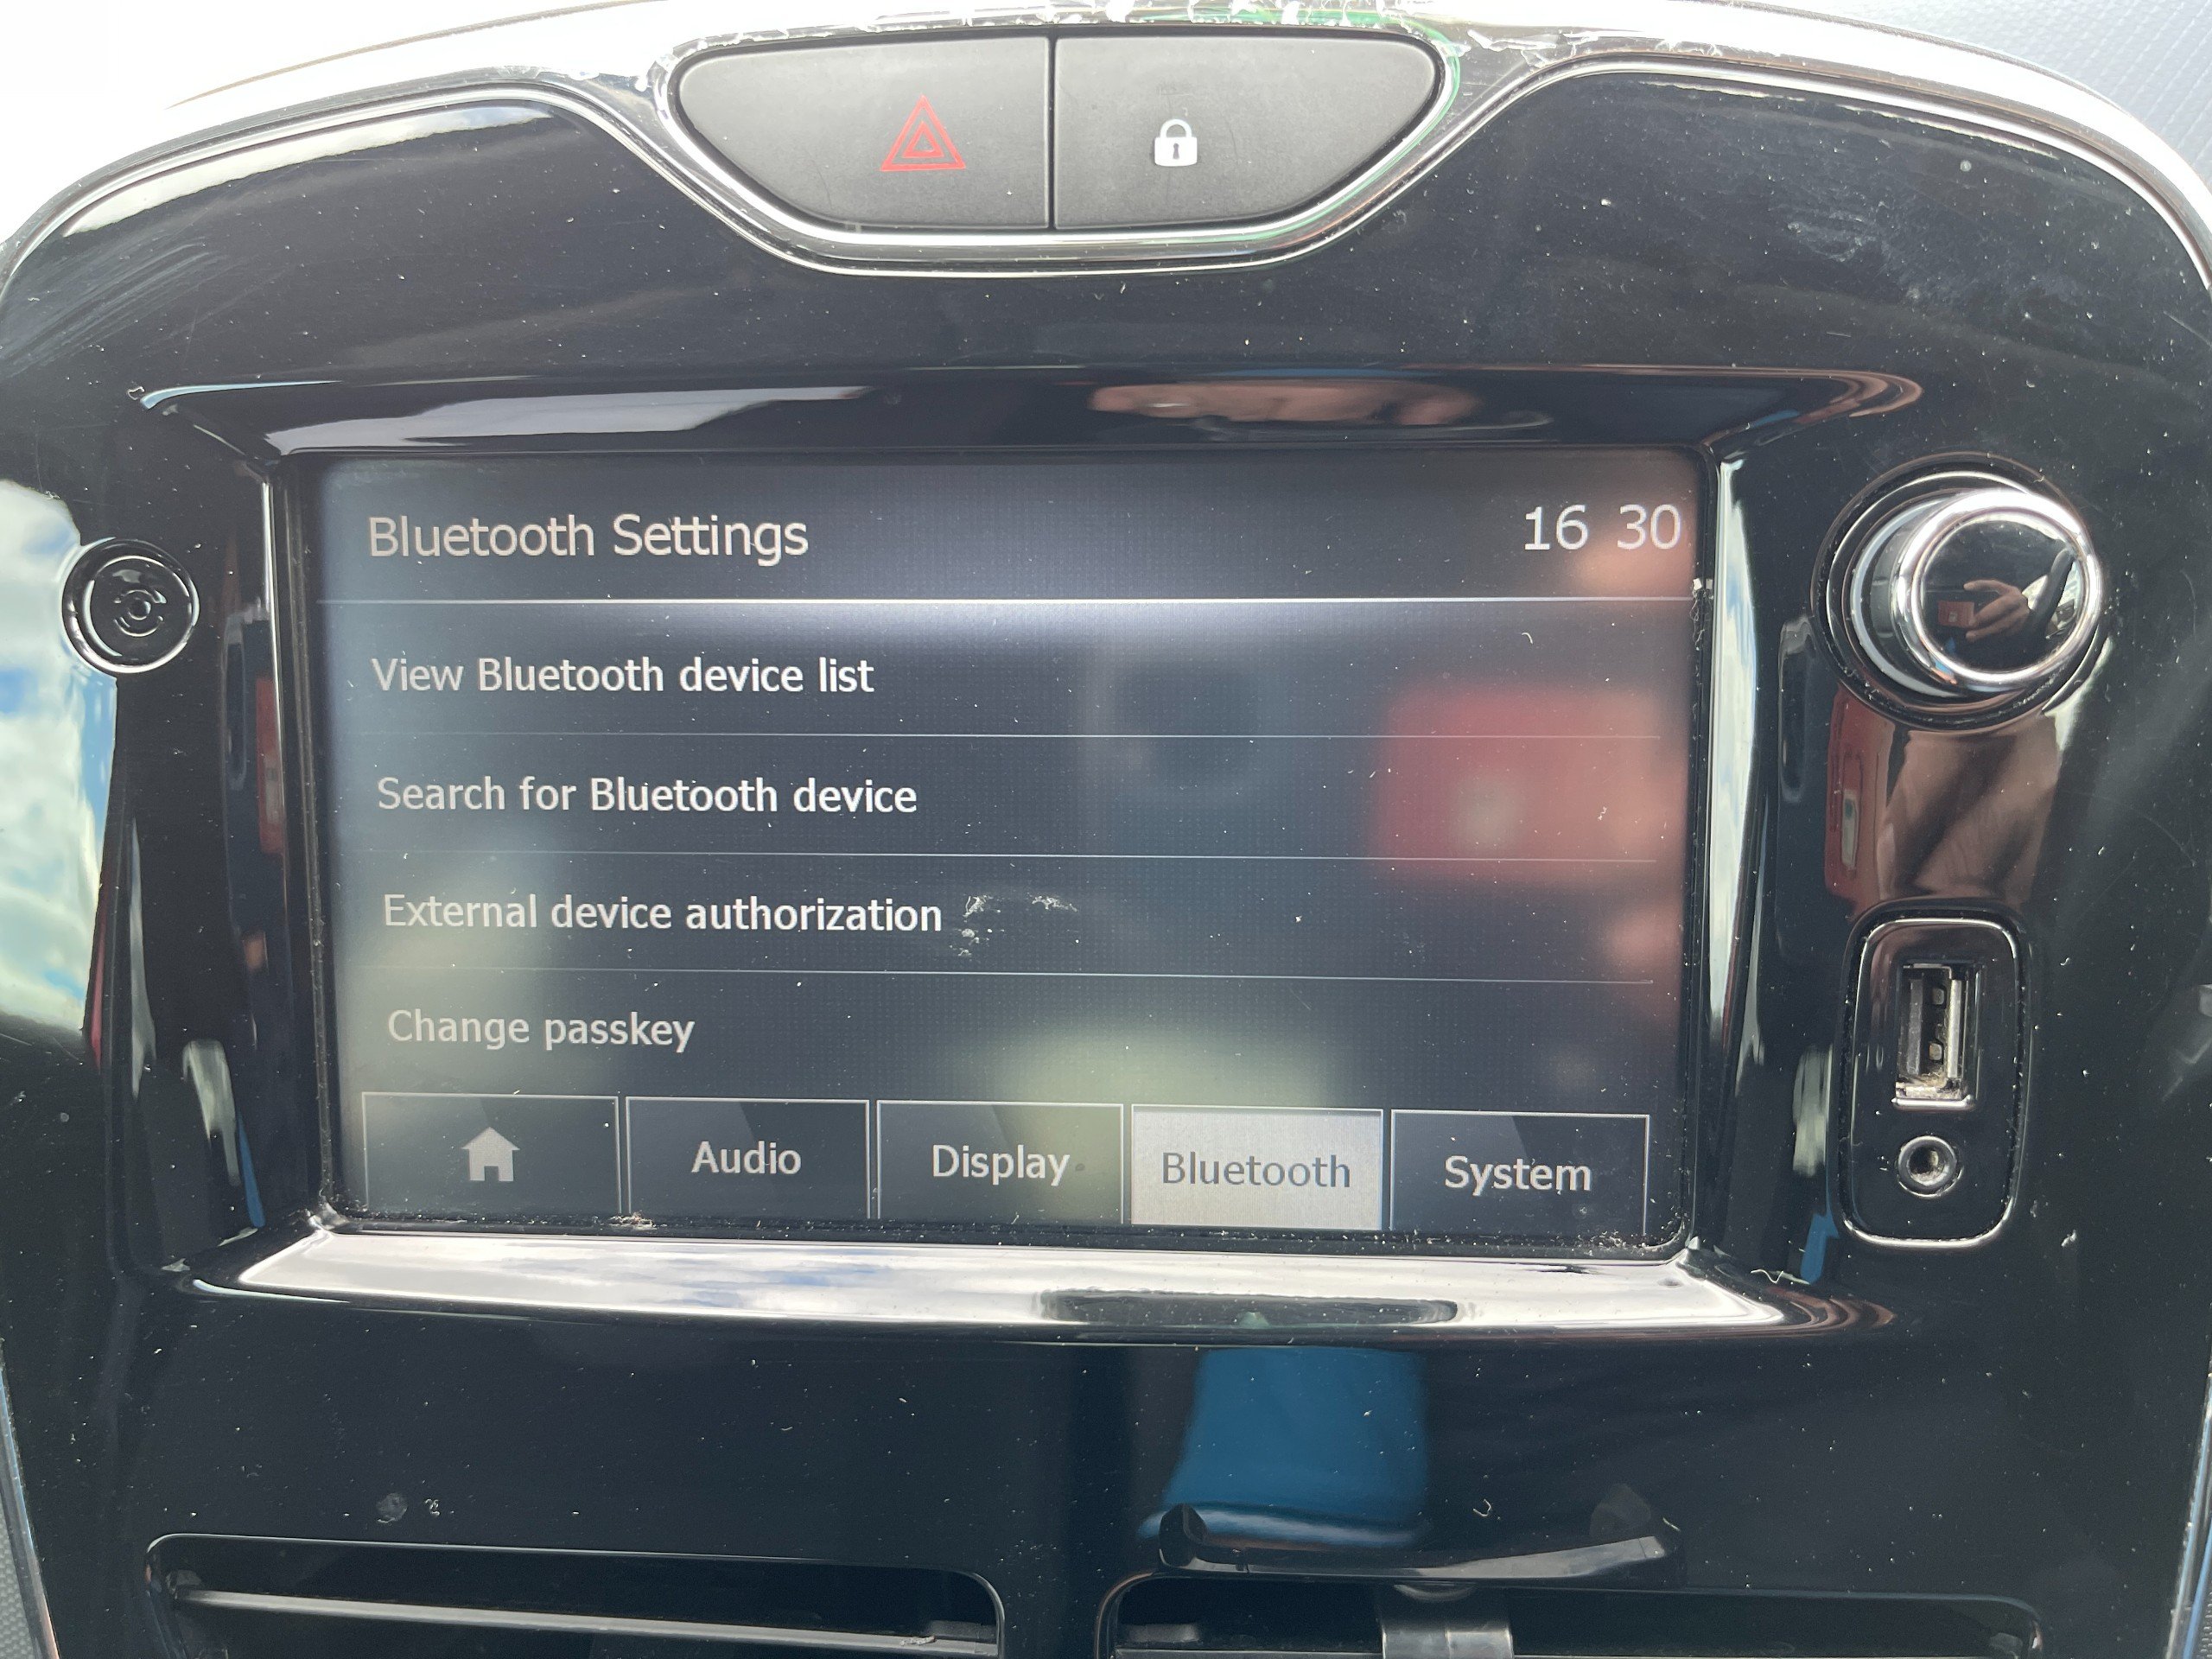 Bluetooth Settings
16 30
View Bluetooth device list
Search for Bluetooth device
External device authorization
Change passkey
Audio
Display
Bluetooth
System